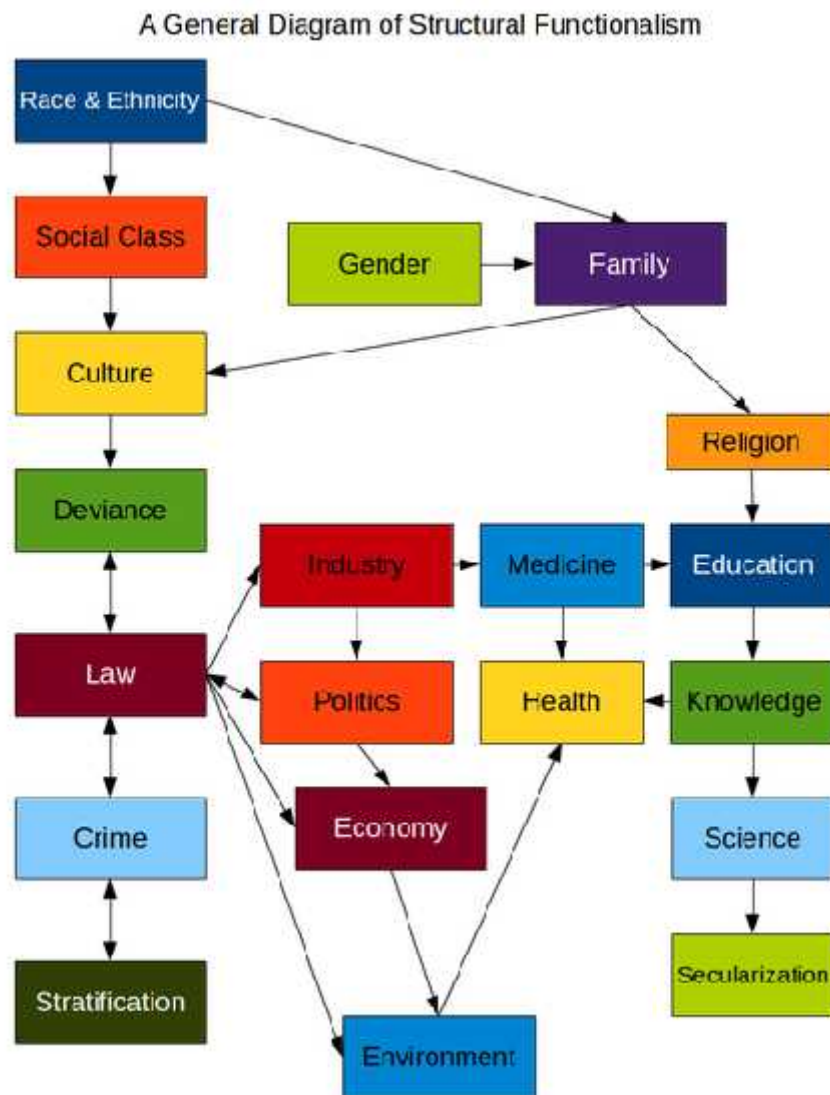 A General Diagram of Structural Functionalism
Race & Ethnicity
Social Class
Gender
Family
Culture
Religion
Deviance
Industry
Medicine
Education
Law
Politics
Health
Knowledge
Economy
Crime
Science
Stratification
Secularization
Environment